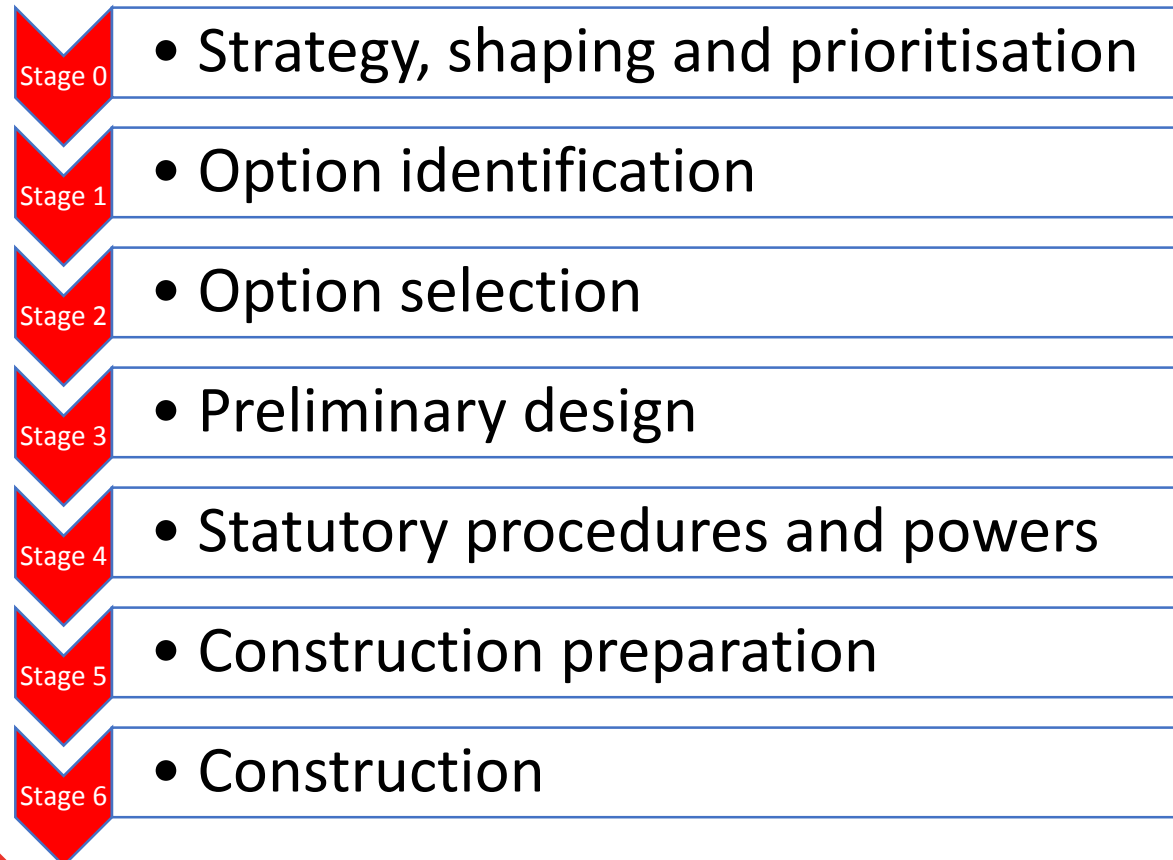 Stage 0
• Strategy, shaping and prioritisation
Stage 1
• Option identification
Stage 2
• Option selection
Stage 3
• Preliminary design
Stage 4
• Statutory procedures and powers
Stage 5
• Construction preparation
Stage 6
• Construction